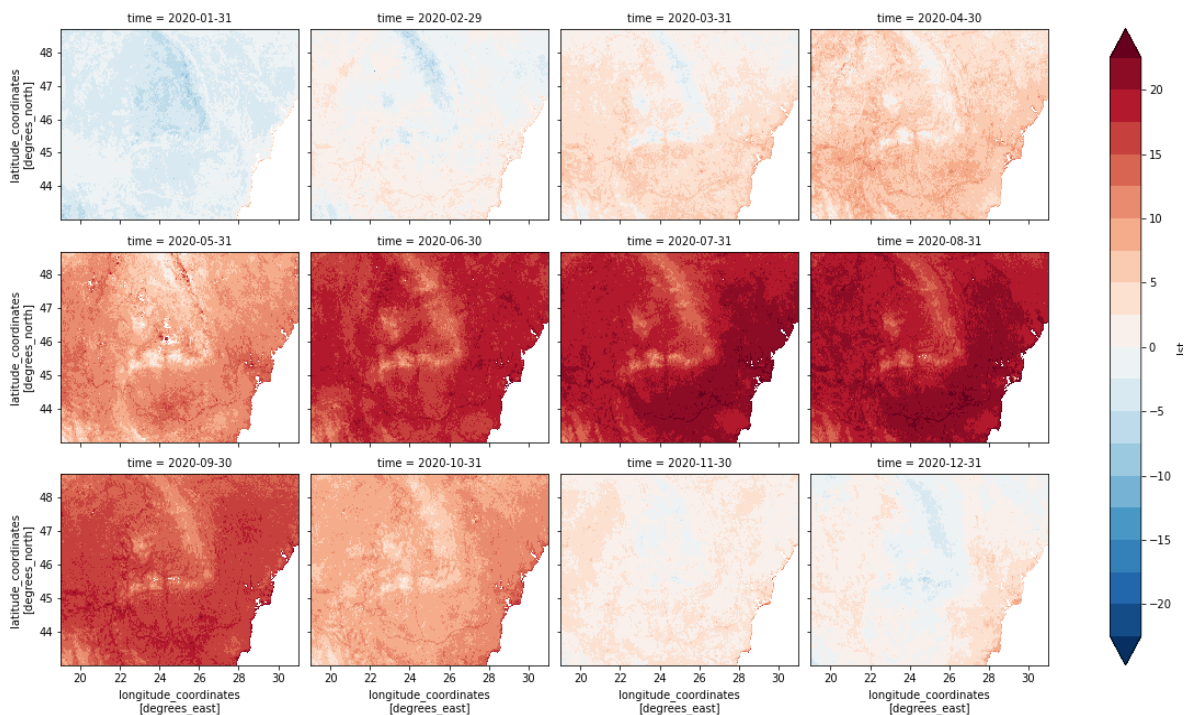 time = 2020-01-31
time = 2020-02-29
time = 2020-03-31
time = 2020-04-30
48
47
46
45
44
latitude_coordinates
[degrees_north]
time = 2020-05-31
time = 2020-06-30
time = 2020-07-31
time = 2020-08-31
48
47
46
45
44
latitude_coordinates
[degrees_north]
time = 2020-09-30
time = 2020-10-31
time = 2020-11-30
time = 2020-12-31
48
47
46
45
44
latitude_coordinates
[degrees_north]
20 22 24 26 28 30
20 22 24 26 28 30
20 22 24 26 28 30
20 22 24 26 28 30
longitude_coordinates
[degrees_east]
longitude_coordinates
[degrees_east]
longitude_coordinates
[degrees_east]
longitude_coordinates
[degrees_east]
20
15
10
5
0
−5
−10
−15
−20
lst